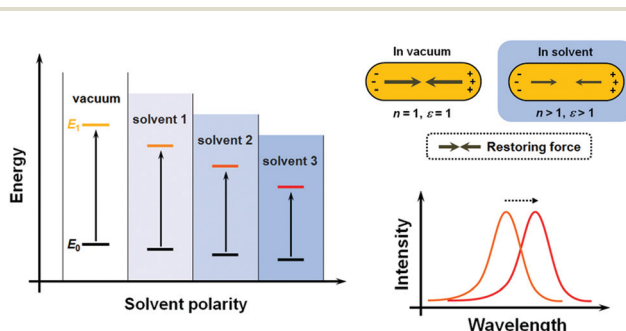 vacuum
solvent 1
solvent 2
solvent 3
E1
E0
Energy
Solvent polarity
In vacuum
- - -
+ + +
n = 1, ε = 1
In solvent
- - -
+ + +
n > 1, ε > 1
Restoring force
Intensity
Wavelength